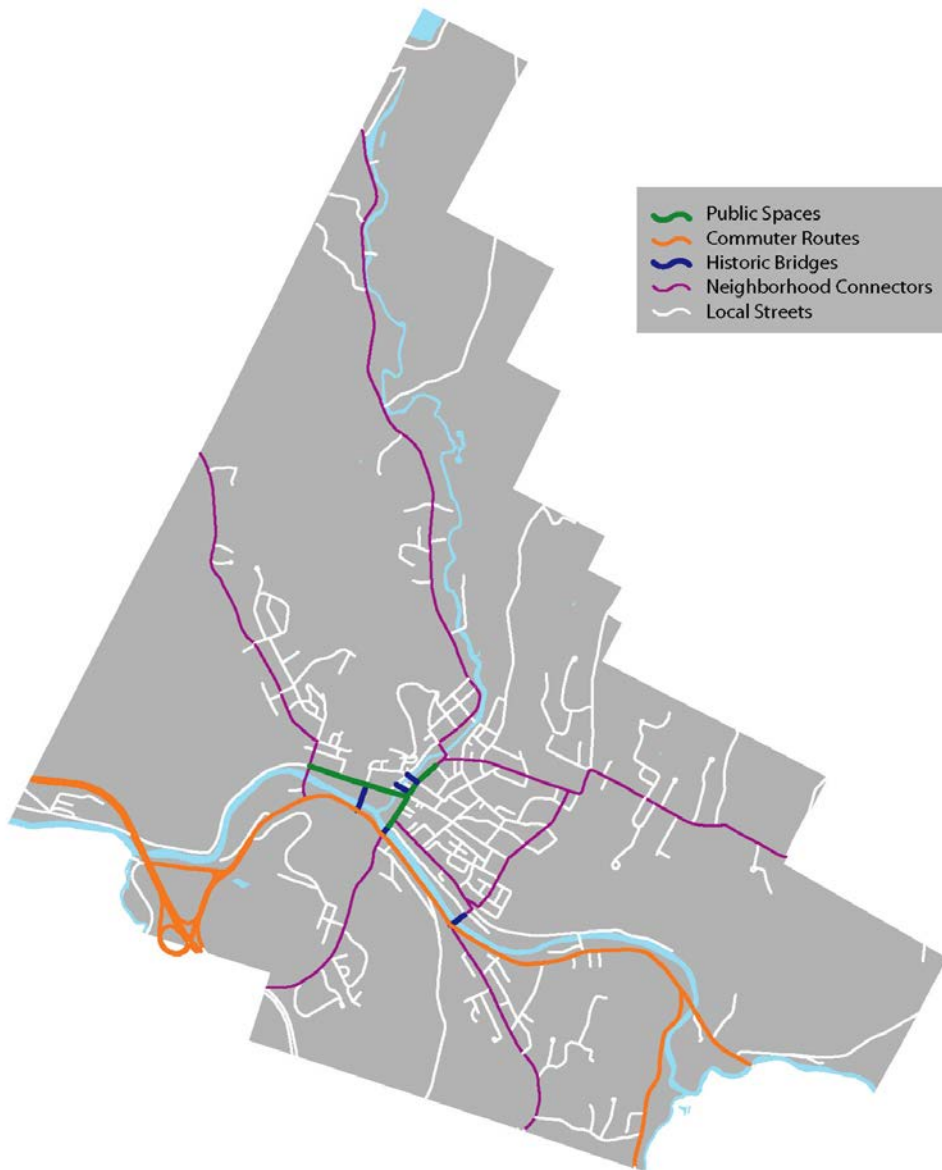 Public Spaces
Commuter Routes
Historic Bridges
Neighborhood Connectors
Local Streets